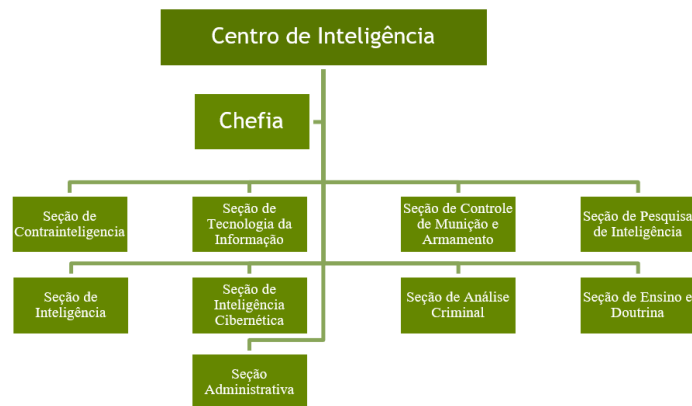 Centro de Inteligência
Chefia
Seção de
Contrainteligencia
Seção de
Tecnologia da
Informação
Seção de Controle
de Munição e
Armamento
Seção de Pesquisa
de Inteligência
Seção de
Inteligência
Seção de
Inteligência
Cibernética
Seção de Análise
Criminal
Seção de Ensino e
Doutrina
Seção
Administrativa